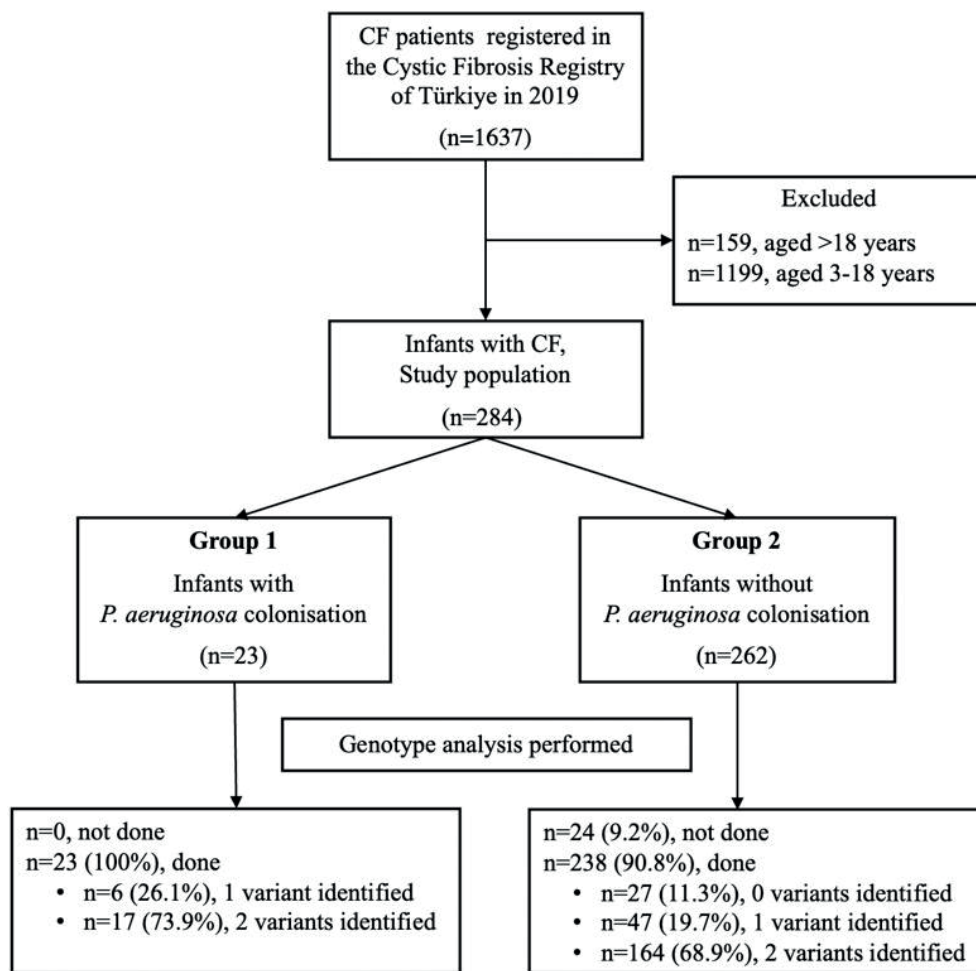 CF patients registered in
the Cystic Fibrosis Registry
of Türkiye in 2019
(n=1637)
Excluded
n=159, aged >18 years
n=1199, aged 3-18 years
Infants with CF,
Study population
(n=284)
Group 1
Infants with
P. aeruginosa colonisation
(n=23)
Group 2
Infants without
P. aeruginosa colonisation
(n=262)
Genotype analysis performed
n=0, not done
n=23 (100%), done
• n=6 (26.1%), 1 variant identified
• n=17 (73.9%), 2 variants identified
n=24 (9.2%), not done
n=238 (90.8%), done
• n=27 (11.3%), 0 variants identified
• n=47 (19.7%), 1 variant identified
• n=164 (68.9%), 2 variants identified